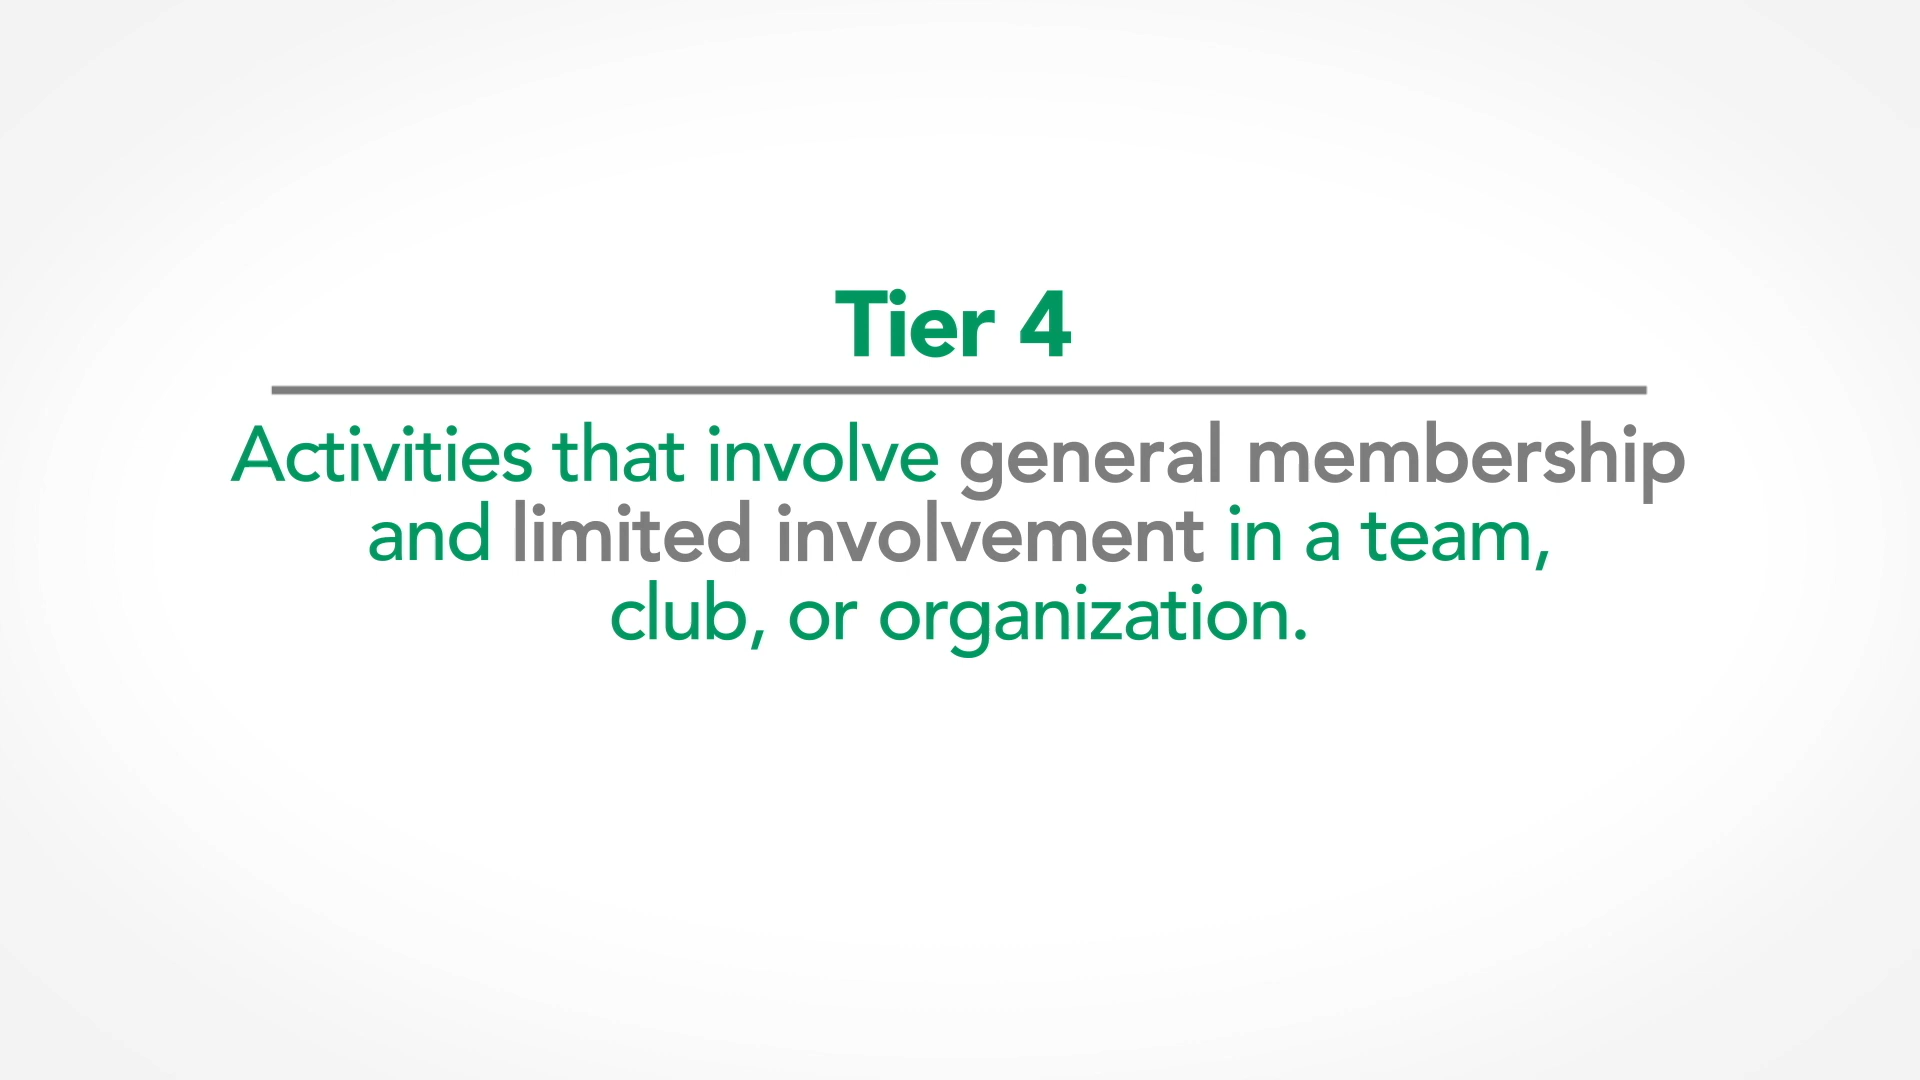 Tier 4
Activities that involve general membership
and limited involvement in a team,
club, or organization.